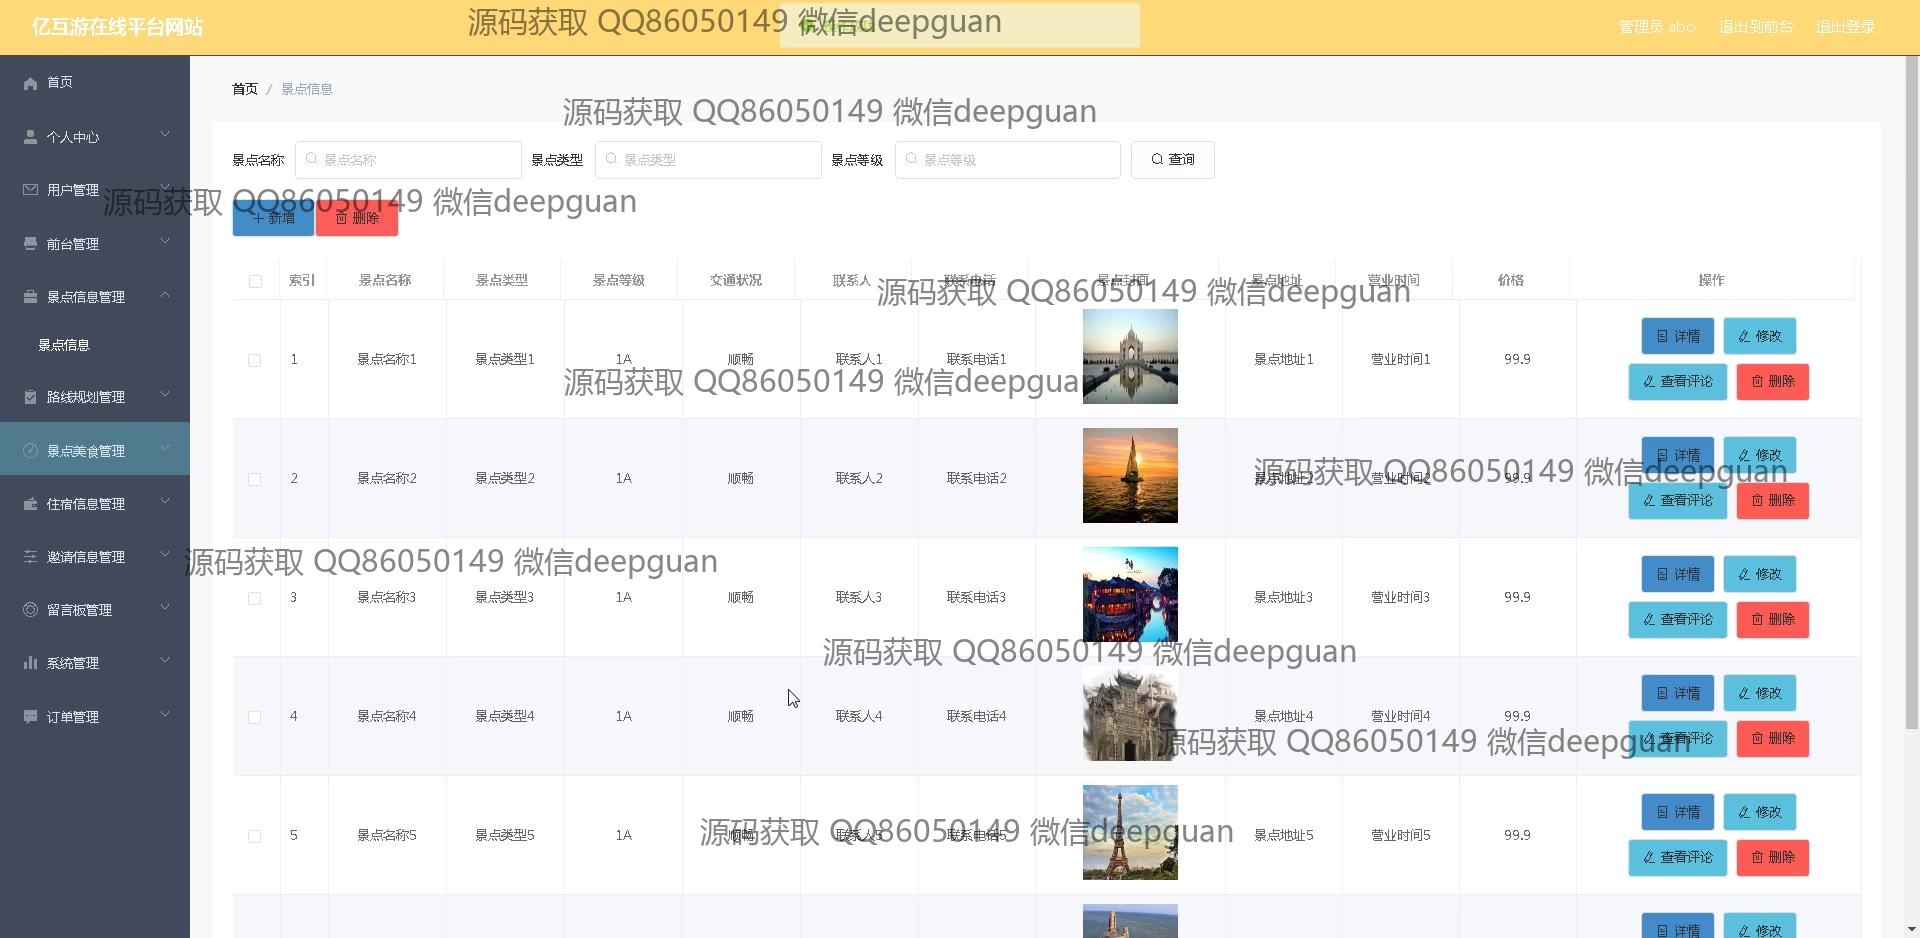 亿互游在线平台网站
源码获取 QQ86050149 微信deepguan
管理员 abo 退出到前台 退出登录
首页
个人中心
用户管理
前台管理
景点信息管理
景点信息
路线规划管理
景点美食管理
住宿信息管理
邀请信息管理
留言板管理
系统管理
订单管理
首页 / 景点信息
源码获取 QQ86050149 微信deepguan
景点名称 景点名称 景点类型 景点类型 景点等级 景点等级 查询
源码获取 QQ86050149 微信deepguan
新增 删除
索引 景点名称 景点类型 景点等级 交通状况 联系人 联系电话 景点封面 景点地址 营业时间 价格 操作
源码获取 QQ86050149 微信deepguan
1 景点名称1 景点类型1 1A 顺畅 联系人1 联系电话1 景点地址1 营业时间1 99.9 详情 修改
查看评论 删除
源码获取 QQ86050149 微信deepguan
2 景点名称2 景点类型2 1A 顺畅 联系人2 联系电话2 景点地址2 营业时间2 99.9 详情 修改
查看评论 删除
源码获取 QQ86050149 微信deepguan
3 景点名称3 景点类型3 1A 顺畅 联系人3 联系电话3 景点地址3 营业时间3 99.9 详情 修改
查看评论 删除
源码获取 QQ86050149 微信deepguan
源码获取 QQ86050149 微信deepguan
4 景点名称4 景点类型4 1A 顺畅 联系人4 联系电话4 景点地址4 营业时间4 99.9 详情 修改
查看评论 删除
源码获取 QQ86050149 微信deepguan
5 景点名称5 景点类型5 1A 顺畅 联系人5 联系电话5 景点地址5 营业时间5 99.9 详情 修改
查看评论 删除
源码获取 QQ86050149 微信deepguan
详情 修改